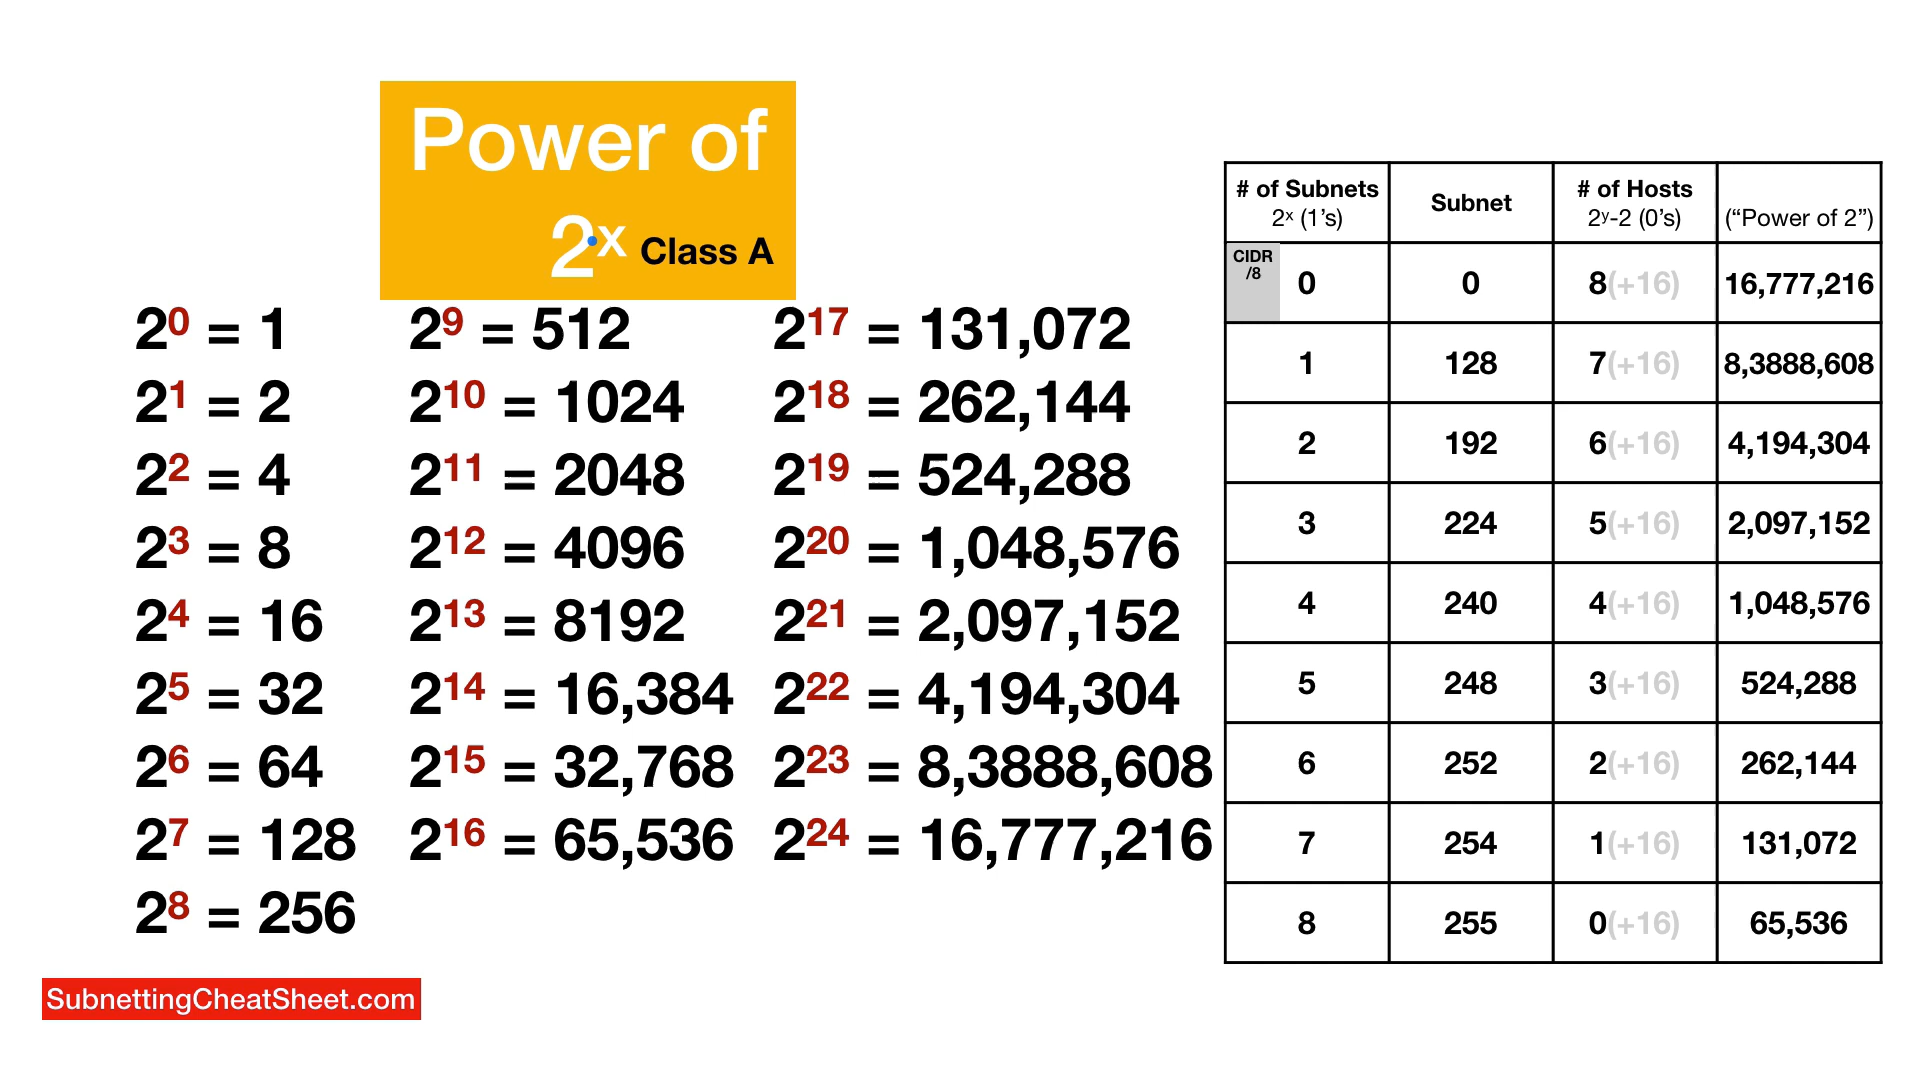 Power of
2ˣ Class A
2⁰ = 1
2¹ = 2
2² = 4
2³ = 8
2⁴ = 16
2⁵ = 32
2⁶ = 64
2⁷ = 128
2⁸ = 256
2⁹ = 512
2¹⁰ = 1024
2¹¹ = 2048
2¹² = 4096
2¹³ = 8192
2¹⁴ = 16,384
2¹⁵ = 32,768
2¹⁶ = 65,536
2¹⁷ = 131,072
2¹⁸ = 262,144
2¹⁹ = 524,288
2²⁰ = 1,048,576
2²¹ = 2,097,152
2²² = 4,194,304
2²³ = 8,3888,608
2²⁴ = 16,777,216
# of Subnets Subnet # of Hosts
2ˣ (1’s) 2ʸ-2 (0’s) (“Power of 2”)
CIDR
/8
0 0 8(+16) 16,777,216
1 128 7(+16) 8,3888,608
2 192 6(+16) 4,194,304
3 224 5(+16) 2,097,152
4 240 4(+16) 1,048,576
5 248 3(+16) 524,288
6 252 2(+16) 262,144
7 254 1(+16) 131,072
8 255 0(+16) 65,536
SubnettingCheatSheet.com